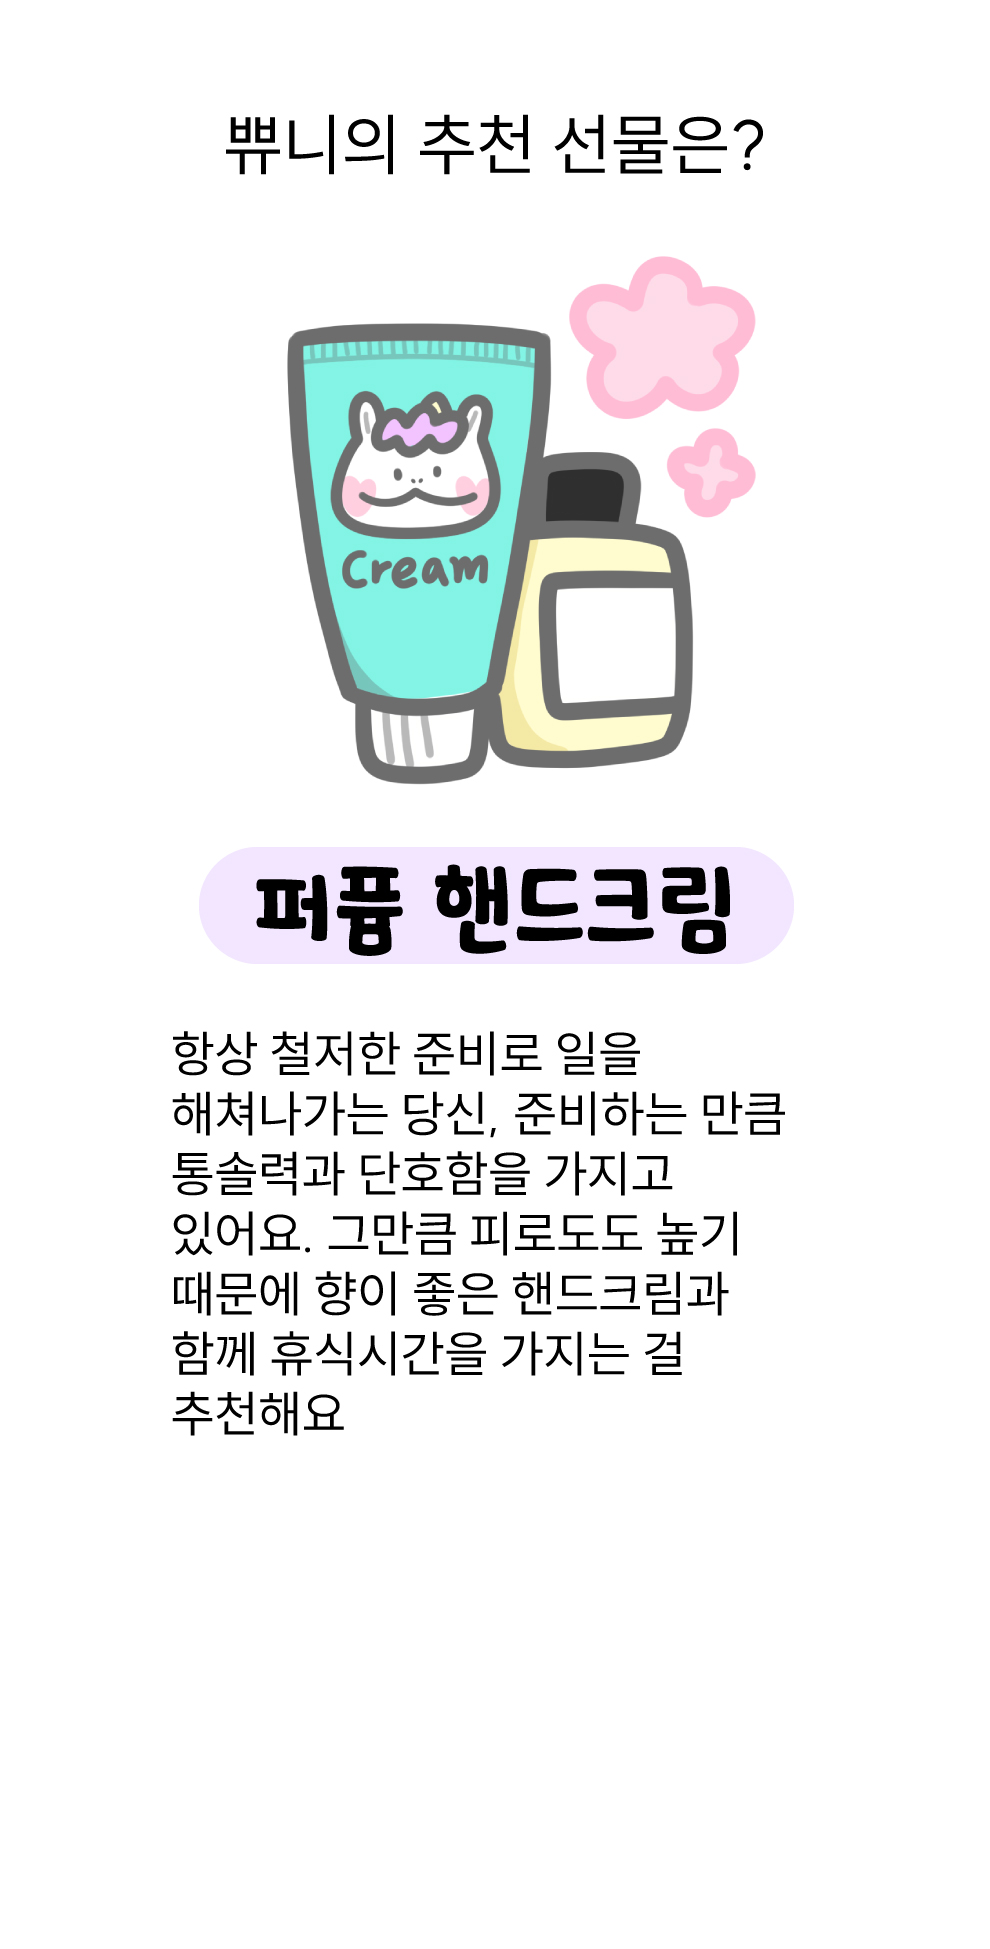 쀼니의 추천 선물은?
Cream
퍼퓸 핸드크림
항상 철저한 준비로 일을
해쳐나가는 당신, 준비하는 만큼
통솔력과 단호함을 가지고
있어요. 그만큼 피로도도 높기
때문에 향이 좋은 핸드크림과
함께 휴식시간을 가지는 걸
추천해요